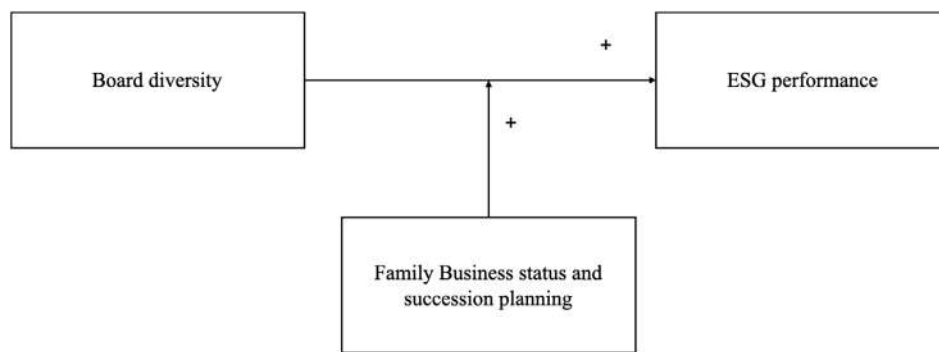 +
Board diversity
ESG performance
+
Family Business status and
succession planning